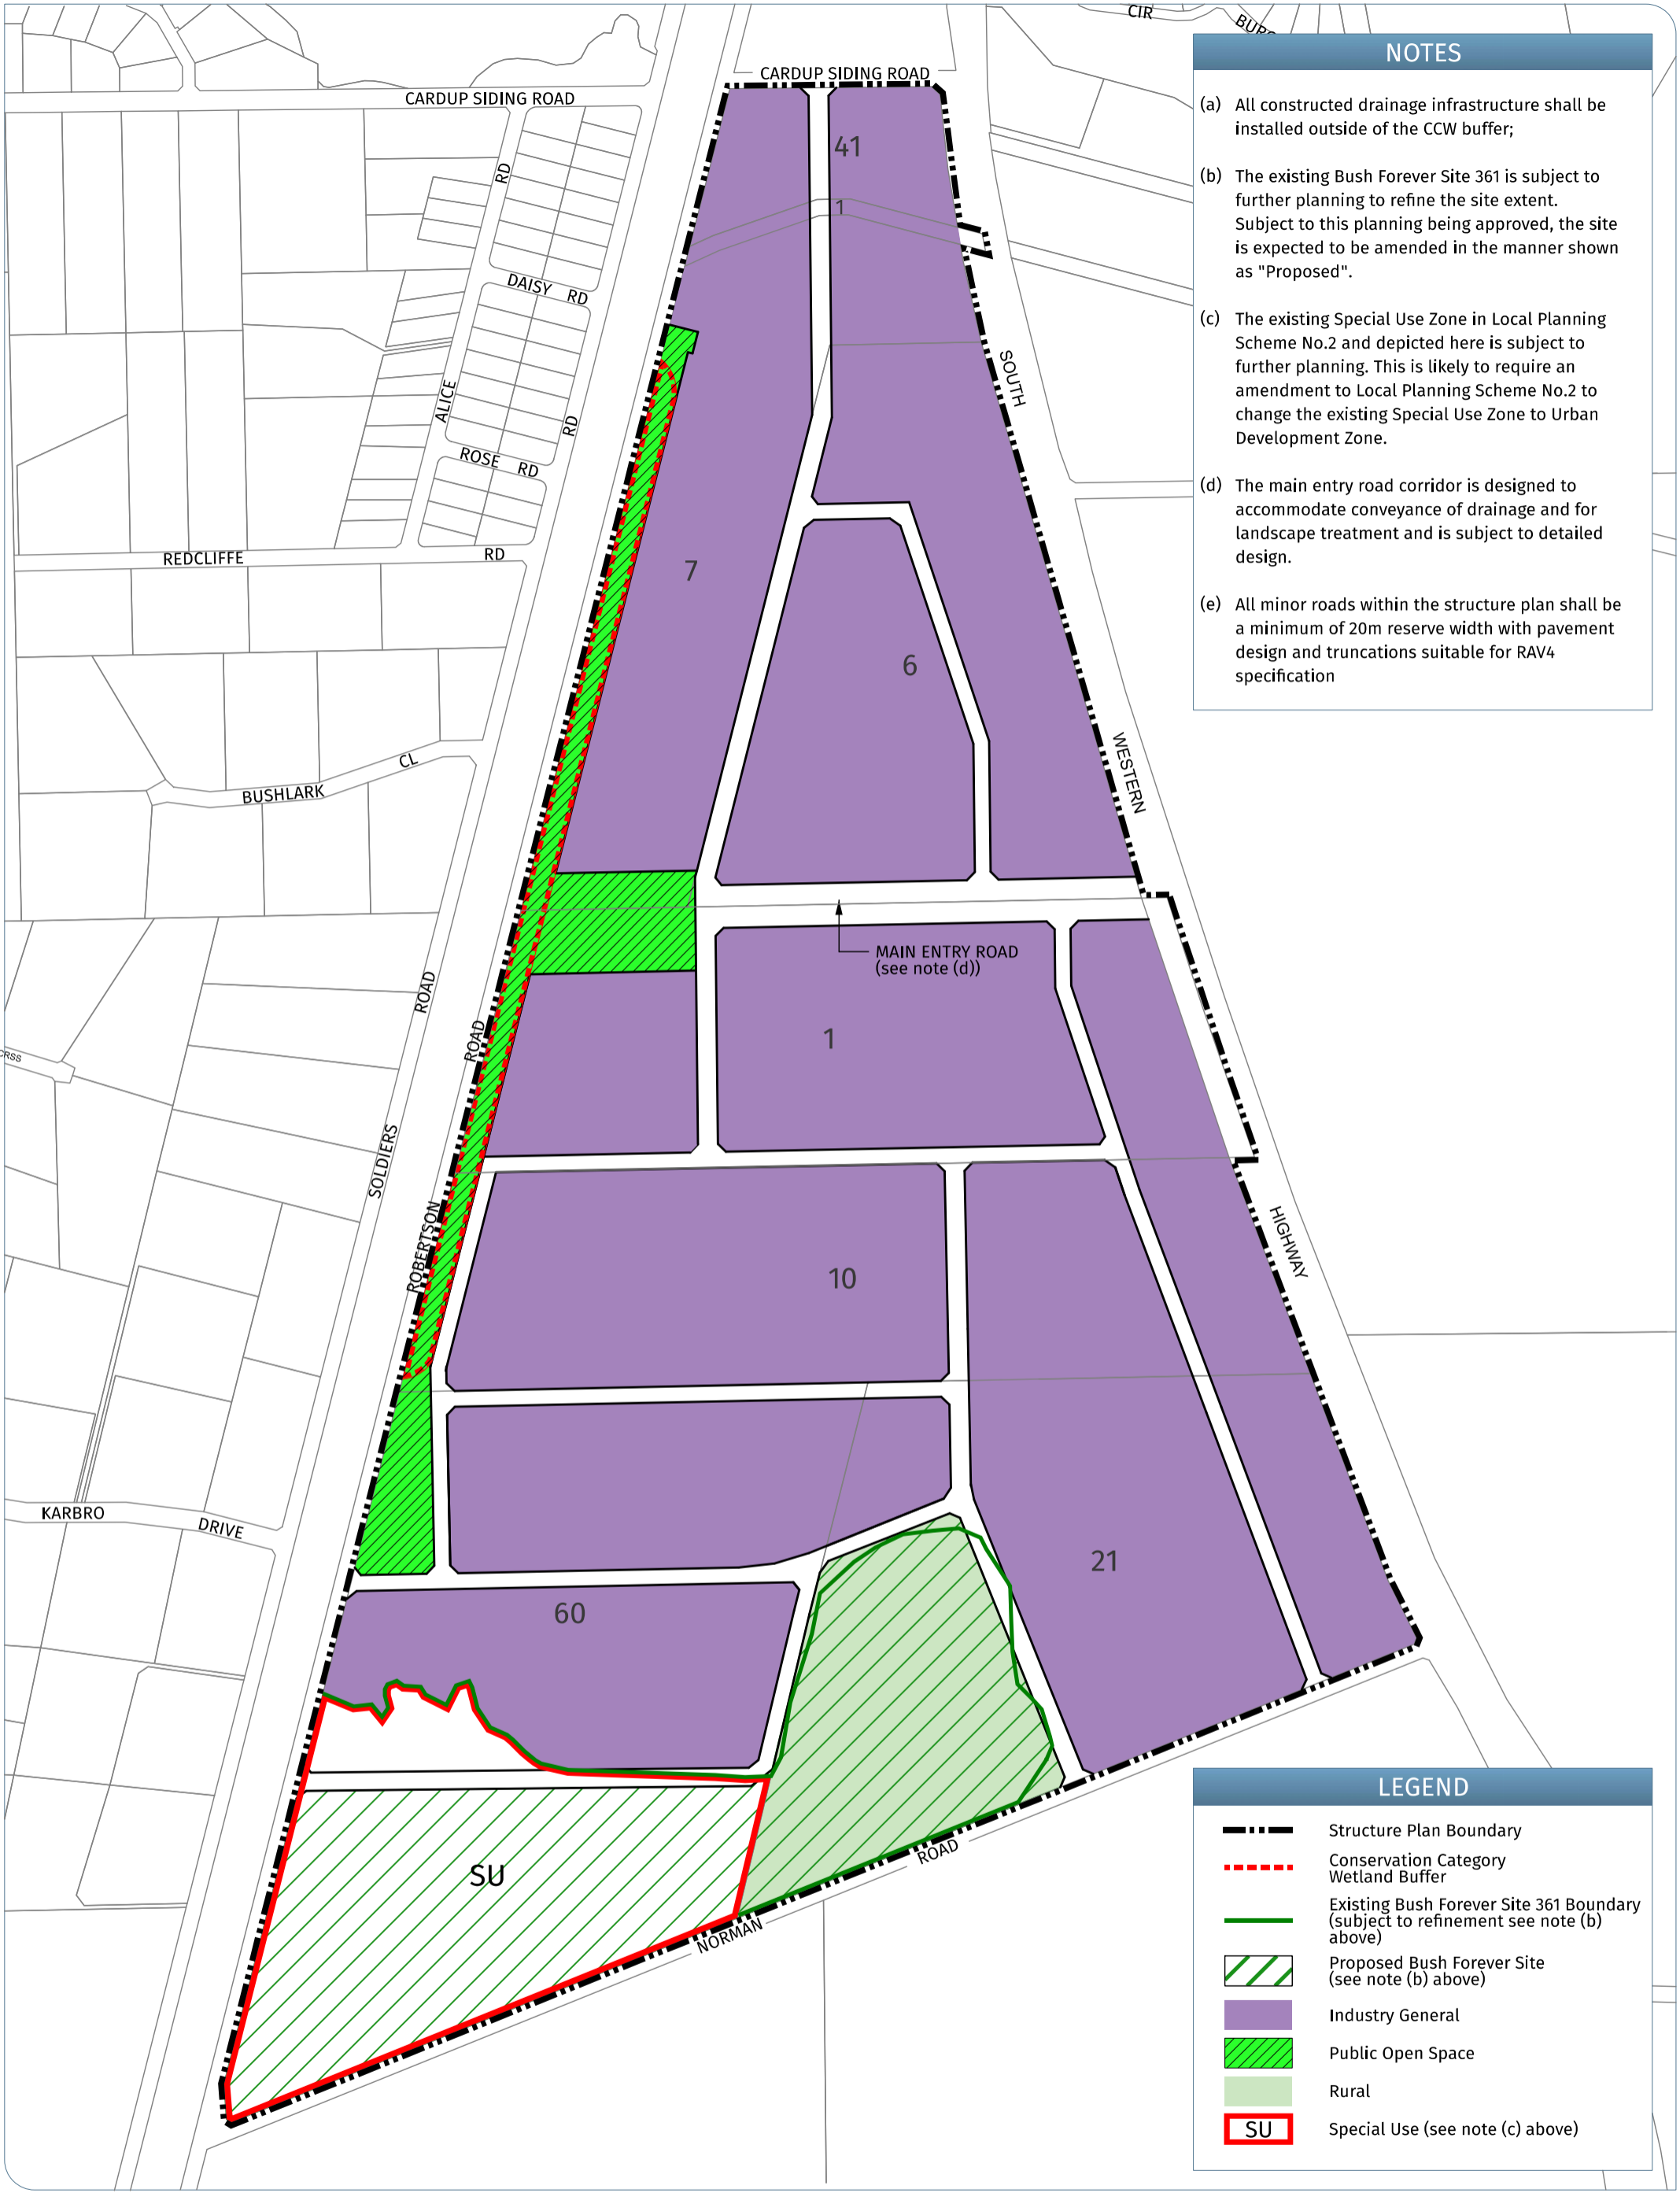 CIR
CARDUP SIDING ROAD
CARDUP SIDING ROAD
NOTES
(a) All constructed drainage infrastructure shall be
installed outside of the CCW buffer;
(b) The existing Bush Forever Site 361 is subject to
further planning to refine the site extent.
Subject to this planning being approved, the site
is expected to be amended in the manner shown
as "Proposed".
(c) The existing Special Use Zone in Local Planning
Scheme No.2 and depicted here is subject to
further planning. This is likely to require an
amendment to Local Planning Scheme No.2 to
change the existing Special Use Zone to Urban
Development Zone.
(d) The main entry road corridor is designed to
accommodate conveyance of drainage and for
landscape treatment and is subject to detailed
design.
(e) All minor roads within the structure plan shall be
a minimum of 20m reserve width with pavement
design and truncations suitable for RAV4
specification
41
1
RD
DAISY RD
ALICE
RD
ROSE RD
SOUTH
REDCLIFFE RD
7
6
BUSHLARK CL
WESTERN
MAIN ENTRY ROAD
(see note (d))
ROAD
ROAD
1
CRSS
SOLDIERS
ROBERTSON
HIGHWAY
10
KARBRO DRIVE
21
60
SU
ROAD
NORMAN
LEGEND
Structure Plan Boundary
Conservation Category
Wetland Buffer
Existing Bush Forever Site 361 Boundary
(subject to refinement see note (b)
above)
Proposed Bush Forever Site
(see note (b) above)
Industry General
Public Open Space
Rural
SU Special Use (see note (c) above)